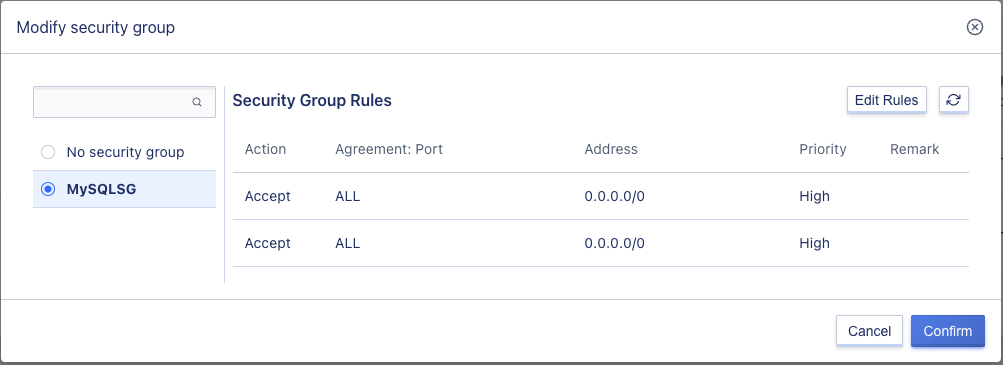 Modify security group
Security Group Rules
Edit Rules
No security group
MySQLSG
Action Agreement: Port Address Priority Remark
Accept ALL 0.0.0.0/0 High
Accept ALL 0.0.0.0/0 High
Cancel Confirm